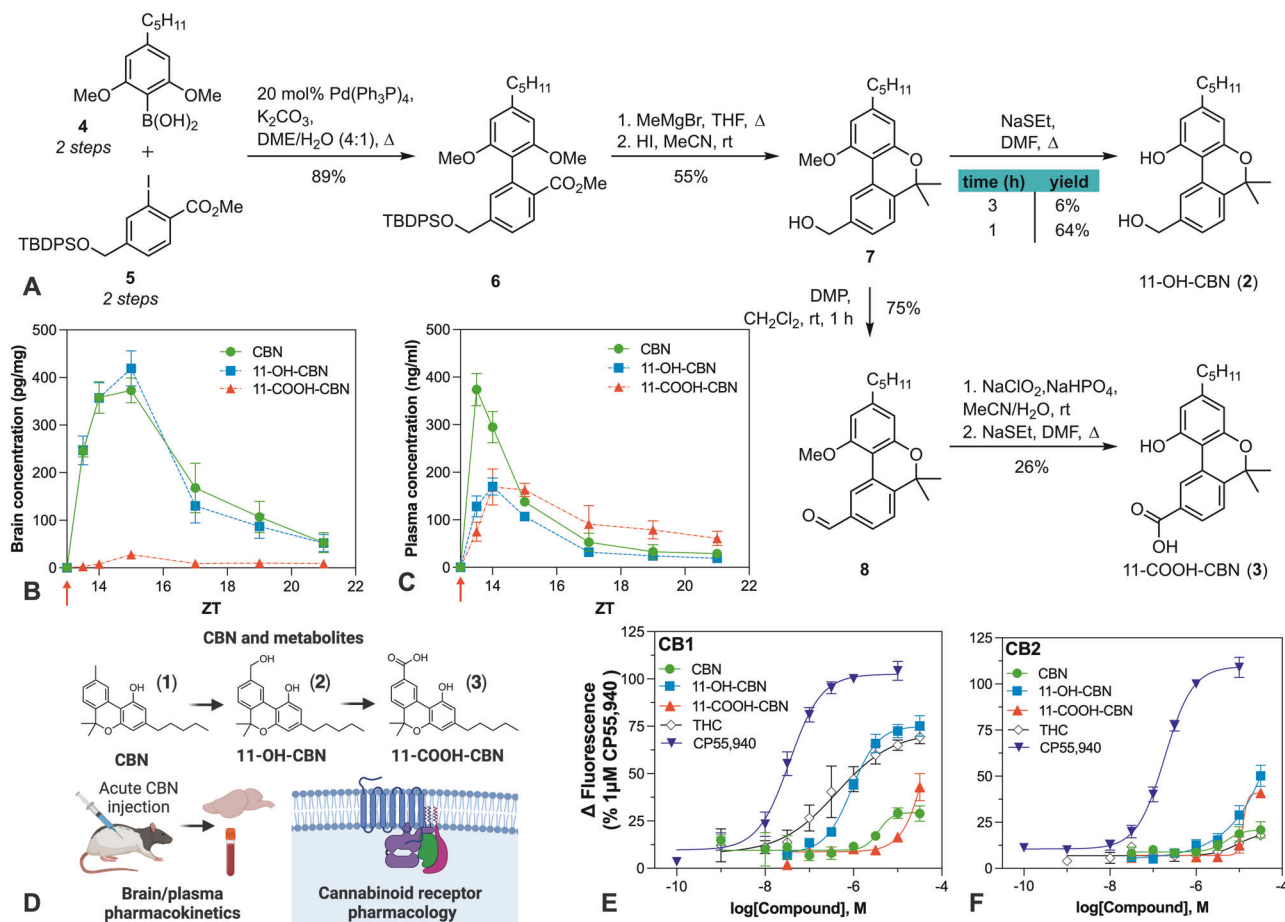 C5H11
MeO
OMe
B(OH)2
4
2 steps
+
I
CO2Me
TBDPSO
5
2 steps
A
20 mol% Pd(Ph3P)4,
K2CO3,
DME/H2O (4:1), Δ
89%
C5H11
MeO
OMe
CO2Me
TBDPSO
6
1. MeMgBr, THF, Δ
2. HI, MeCN, rt
55%
C5H11
MeO
O
HO
7
NaSEt,
DMF, Δ
time (h) yield
3 6%
1 64%
C5H11
HO
O
HO
11-OH-CBN (2)
DMP,
CH2Cl2, rt, 1 h
75%
C5H11
MeO
O
O
8
1. NaClO2,NaHPO4,
MeCN/H2O, rt
2. NaSEt, DMF, Δ
26%
C5H11
HO
O
O
OH
11-COOH-CBN (3)
Brain concentration (pg/mg)
500
400
300
200
100
0
CBN
11-OH-CBN
11-COOH-CBN
14 16 18 20 22
ZT
B
Plasma concentration (ng/ml)
500
400
300
200
100
0
CBN
11-OH-CBN
11-COOH-CBN
14 16 18 20 22
ZT
C
CBN and metabolites
(1)
OH
O
CBN
OH
(2)
OH
O
11-OH-CBN
O OH
(3)
OH
O
11-COOH-CBN
Acute CBN
injection
Brain/plasma
pharmacokinetics
Cannabinoid receptor
pharmacology
D
Δ Fluorescence
(% 1µM CP55,940)
125
100
75
50
25
0
CB1
CBN
11-OH-CBN
11-COOH-CBN
THC
CP55,940
-10 -8 -6 -4
log[Compound], M
E
125
100
75
50
25
0
CB2
CBN
11-OH-CBN
11-COOH-CBN
THC
CP55,940
-10 -8 -6 -4
log[Compound], M
F